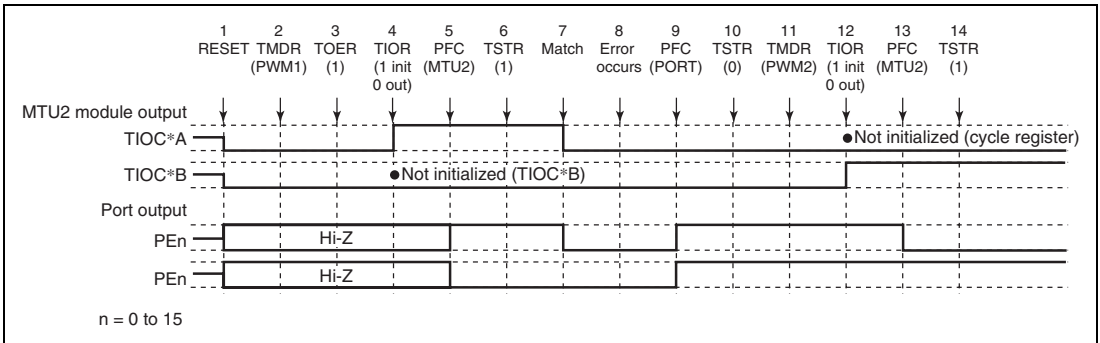 1 2 3 4 5 6 7 8 9 10 11 12 13 14
RESET TMDR TOER TIOR PFC TSTR Match Error PFC TSTR TMDR TIOR PFC TSTR
(PWM1) (1) (1 init (MTU2) (1) occurs (PORT) (0) (PWM2) (1 init (MTU2) (1)
0 out) 0 out)
MTU2 module output
TIOC*A ●Not initialized (cycle register)
TIOC*B ●Not initialized (TIOC*B)
Port output
PEn Hi-Z
PEn Hi-Z
n = 0 to 15